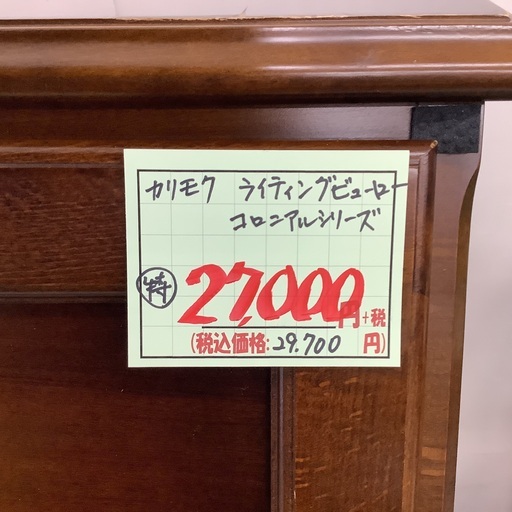 カリモク ライティングビューロー
コロニアルシリーズ
特 27,000円+税
(税込価格:29.700 円)